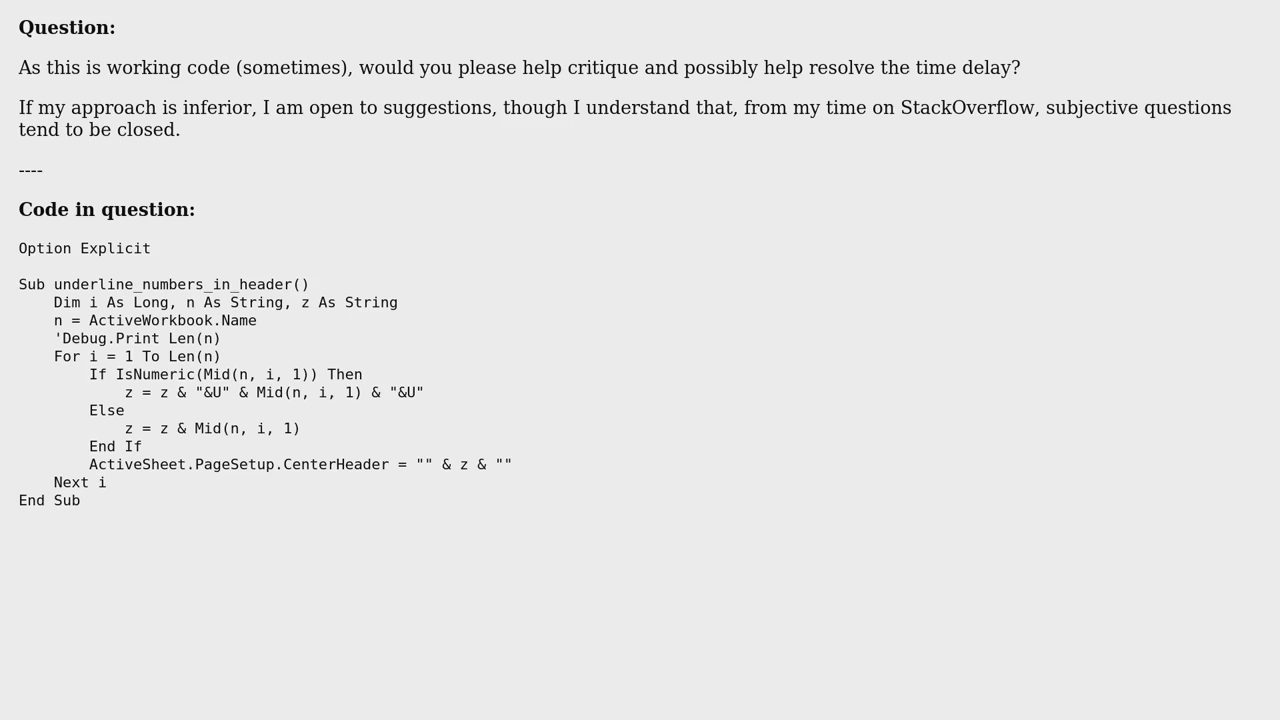 Question:
As this is working code (sometimes), would you please help critique and possibly help resolve the time delay?
If my approach is inferior, I am open to suggestions, though I understand that, from my time on StackOverflow, subjective questions
tend to be closed.
----
Code in question:
Option Explicit
Sub underline_numbers_in_header()
    Dim i As Long, n As String, z As String
    n = ActiveWorkbook.Name
    'Debug.Print Len(n)
    For i = 1 To Len(n)
        If IsNumeric(Mid(n, i, 1)) Then
            z = z & "&U" & Mid(n, i, 1) & "&U"
        Else
            z = z & Mid(n, i, 1)
        End If
        ActiveSheet.PageSetup.CenterHeader = "" & z & ""
    Next i
End Sub